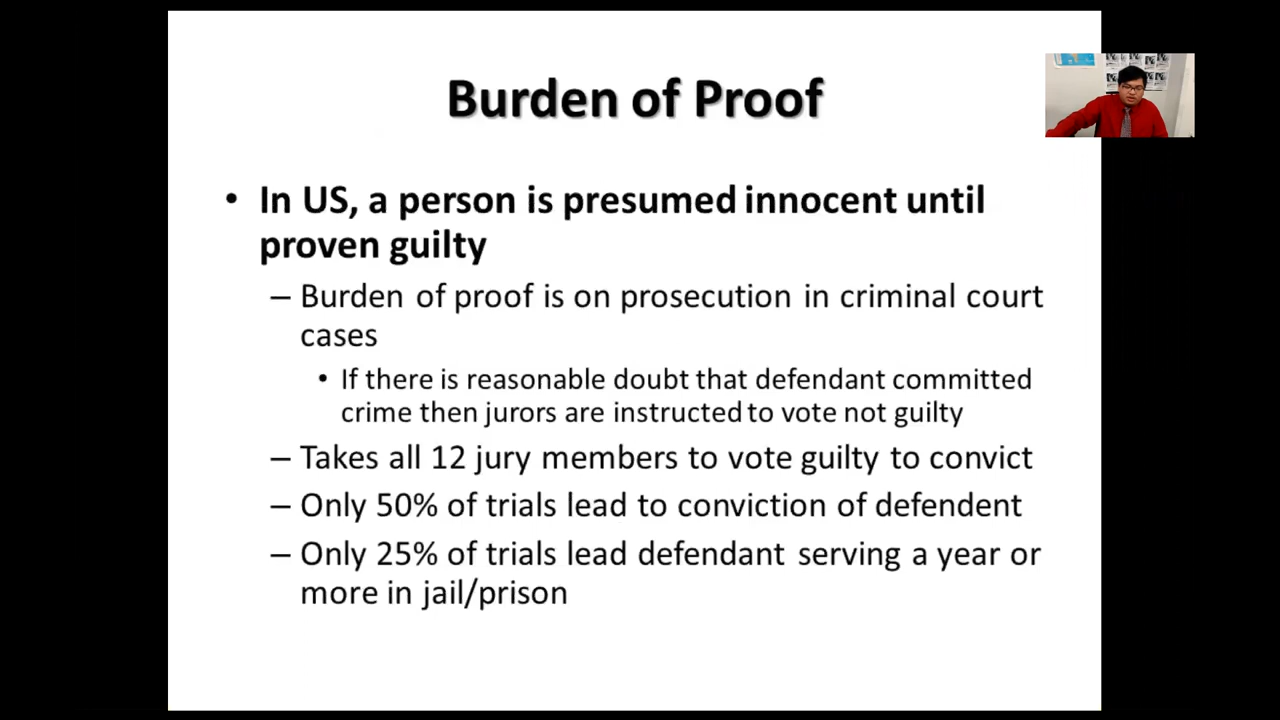 Burden of Proof
• In US, a person is presumed innocent until
proven guilty
– Burden of proof is on prosecution in criminal court
cases
• If there is reasonable doubt that defendant committed
crime then jurors are instructed to vote not guilty
– Takes all 12 jury members to vote guilty to convict
– Only 50% of trials lead to conviction of defendent
– Only 25% of trials lead defendant serving a year or
more in jail/prison